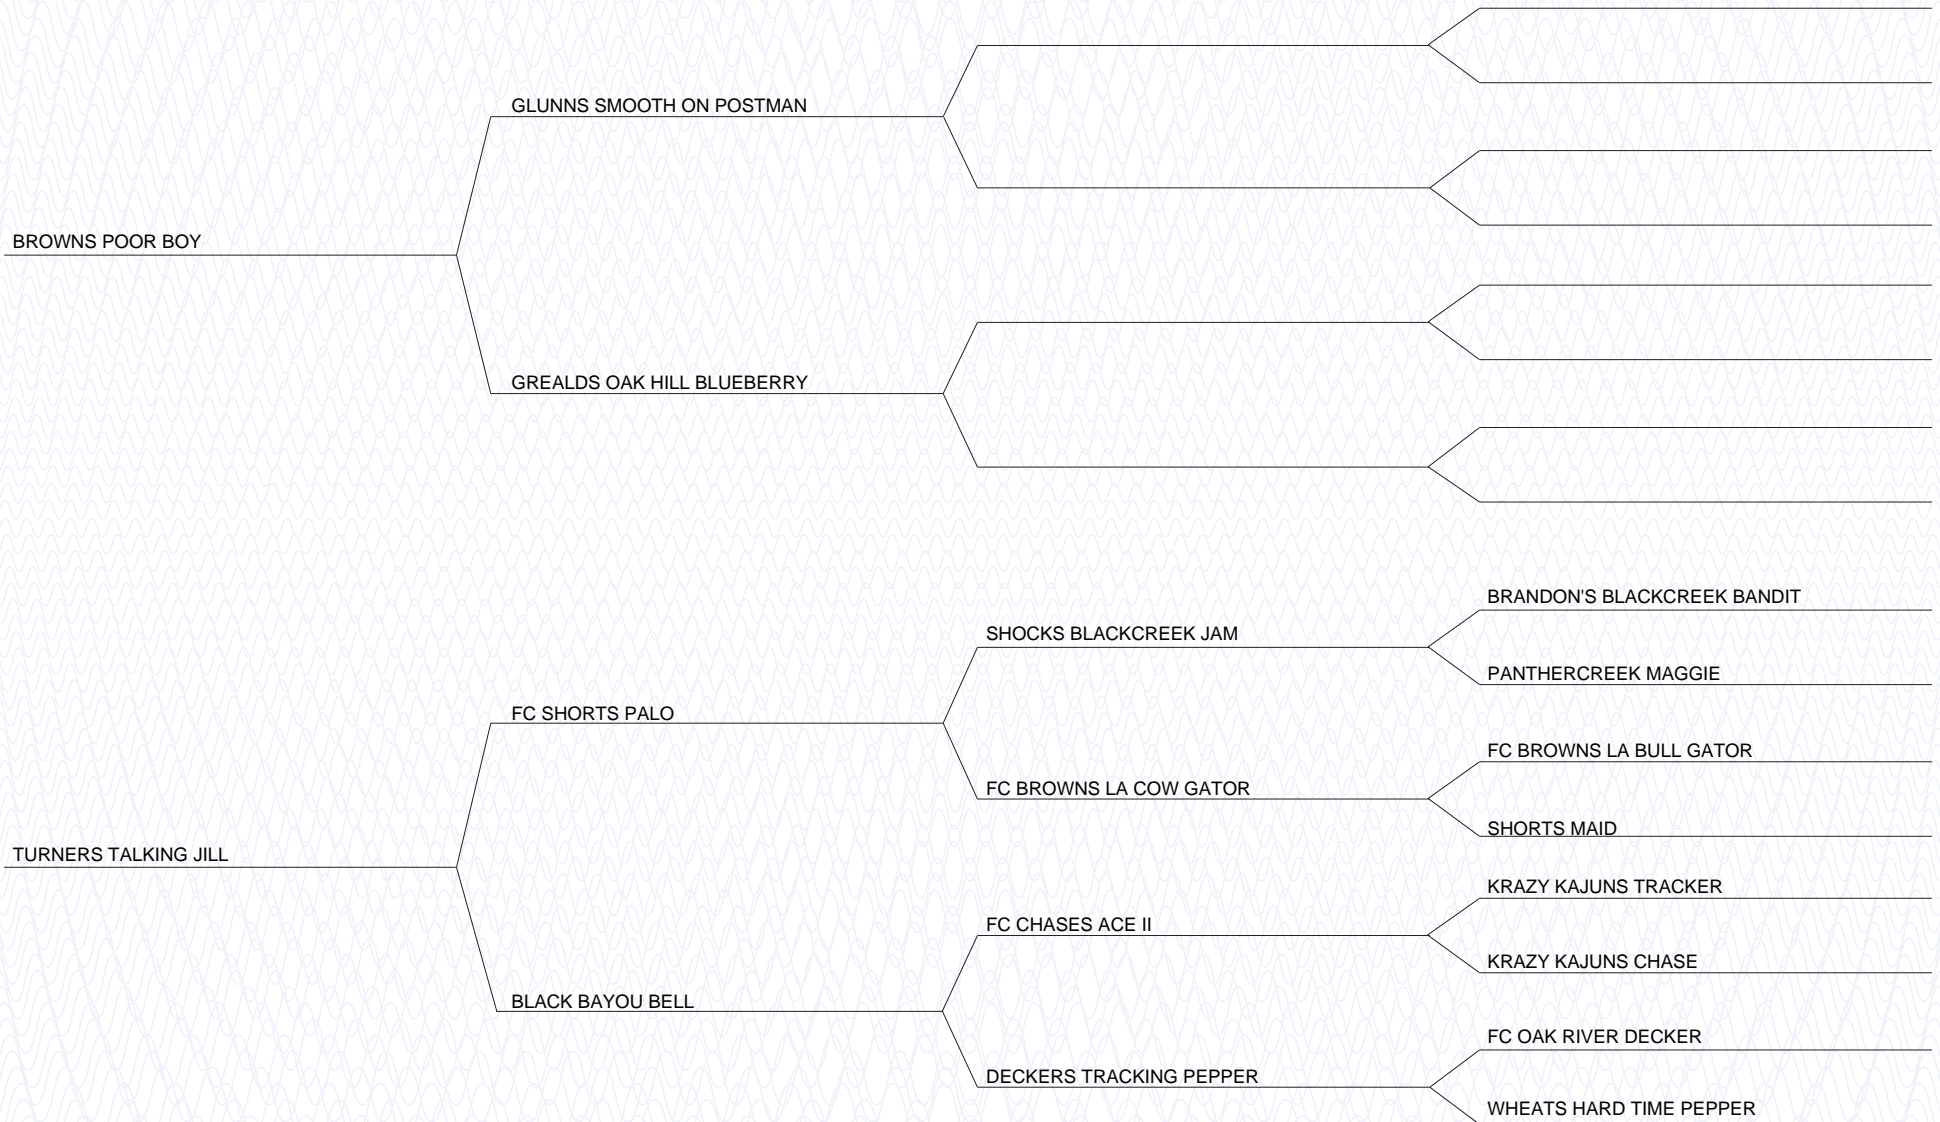 GLUNNS SMOOTH ON POSTMAN
BROWNS POOR BOY
GREALDS OAK HILL BLUEBERRY
BRANDON'S BLACKCREEK BANDIT
SHOCKS BLACKCREEK JAM
PANTHERCREEK MAGGIE
FC SHORTS PALO
FC BROWNS LA BULL GATOR
FC BROWNS LA COW GATOR
SHORTS MAID
TURNERS TALKING JILL
KRAZY KAJUNS TRACKER
FC CHASES ACE II
KRAZY KAJUNS CHASE
BLACK BAYOU BELL
FC OAK RIVER DECKER
DECKERS TRACKING PEPPER
WHEATS HARD TIME PEPPER